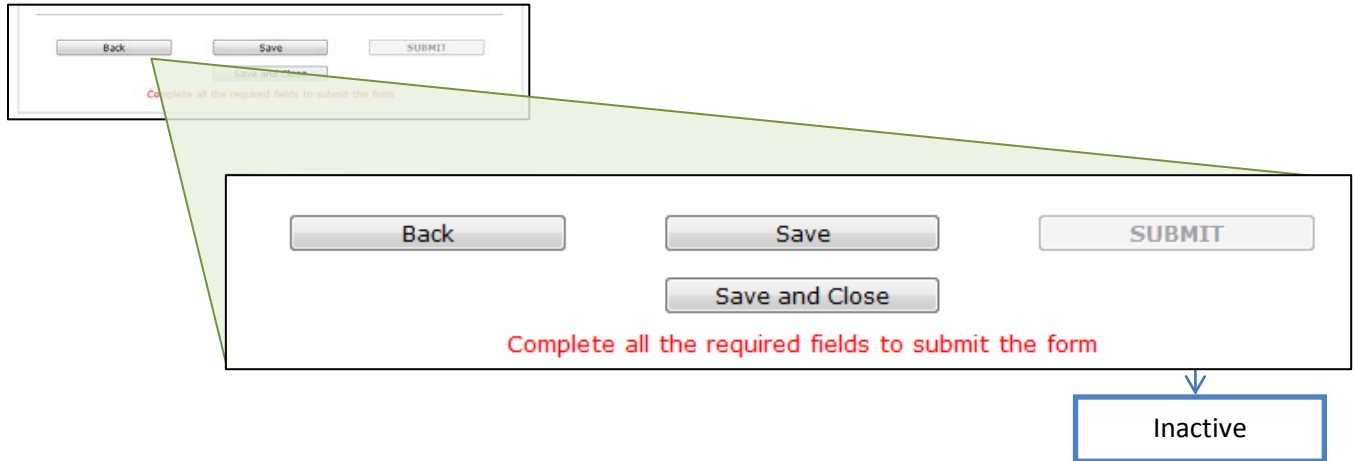 Back Save SUBMIT
Save and Close
Complete all the required fields to submit the form
Back Save SUBMIT
Save and Close
Complete all the required fields to submit the form
Inactive